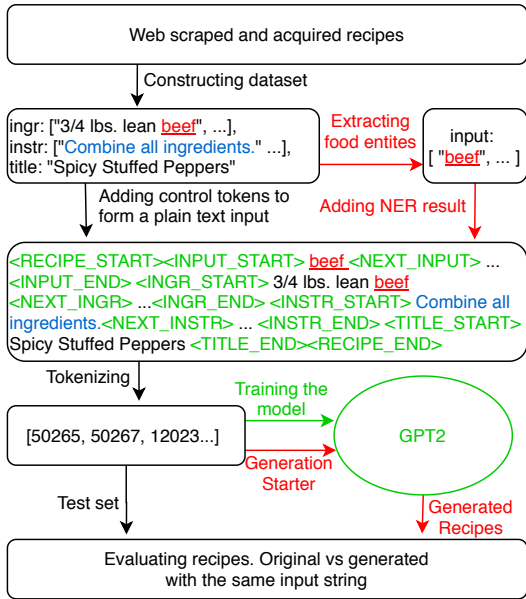 Web scraped and acquired recipes
Constructing dataset
ingr: ["3/4 lbs. lean beef", ...],
instr: ["Combine all ingredients." ...],
title: "Spicy Stuffed Peppers"
Extracting
food entites
input:
[ "beef", ... ]
Adding control tokens to
form a plain text input
Adding NER result
<RECIPE_START><INPUT_START> beef <NEXT_INPUT> ...
<INPUT_END> <INGR_START> 3/4 lbs. lean beef
<NEXT_INGR> ...<INGR_END> <INSTR_START> Combine all
ingredients.<NEXT_INSTR> ... <INSTR_END> <TITLE_START>
Spicy Stuffed Peppers <TITLE_END><RECIPE_END>
Tokenizing
Training the
model
[50265, 50267, 12023...]
GPT2
Generation
Starter
Test set
Generated
Recipes
Evaluating recipes. Original vs generated
with the same input string